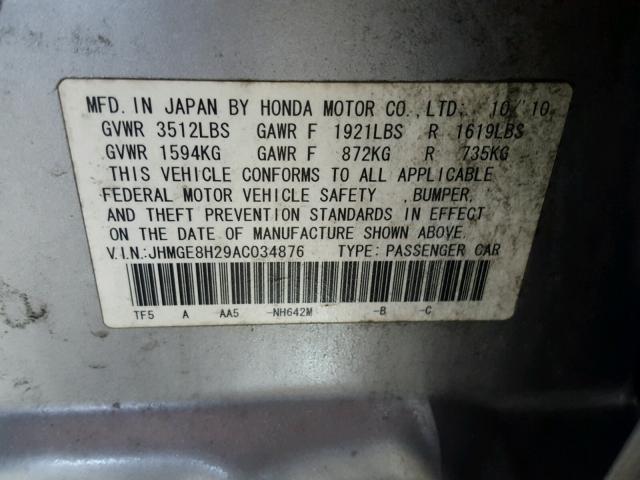 MFD. IN JAPAN BY HONDA MOTOR CO., LTD; 10/10
GVWR 3512LBS GAWR F 1921LBS R 1619LBS
GVWR 1594KG GAWR F 872KG R 735KG
THIS VEHICLE CONFORMS TO ALL APPLICABLE
FEDERAL MOTOR VEHICLE SAFETY , BUMPER,
AND THEFT PREVENTION STANDARDS IN EFFECT
ON THE DATE OF MANUFACTURE SHOWN ABOVE.
V.I.N.:JHMGE8H29AC034876 TYPE: PASSENGER CAR
TF5 A AA5 -NH642M -B -C